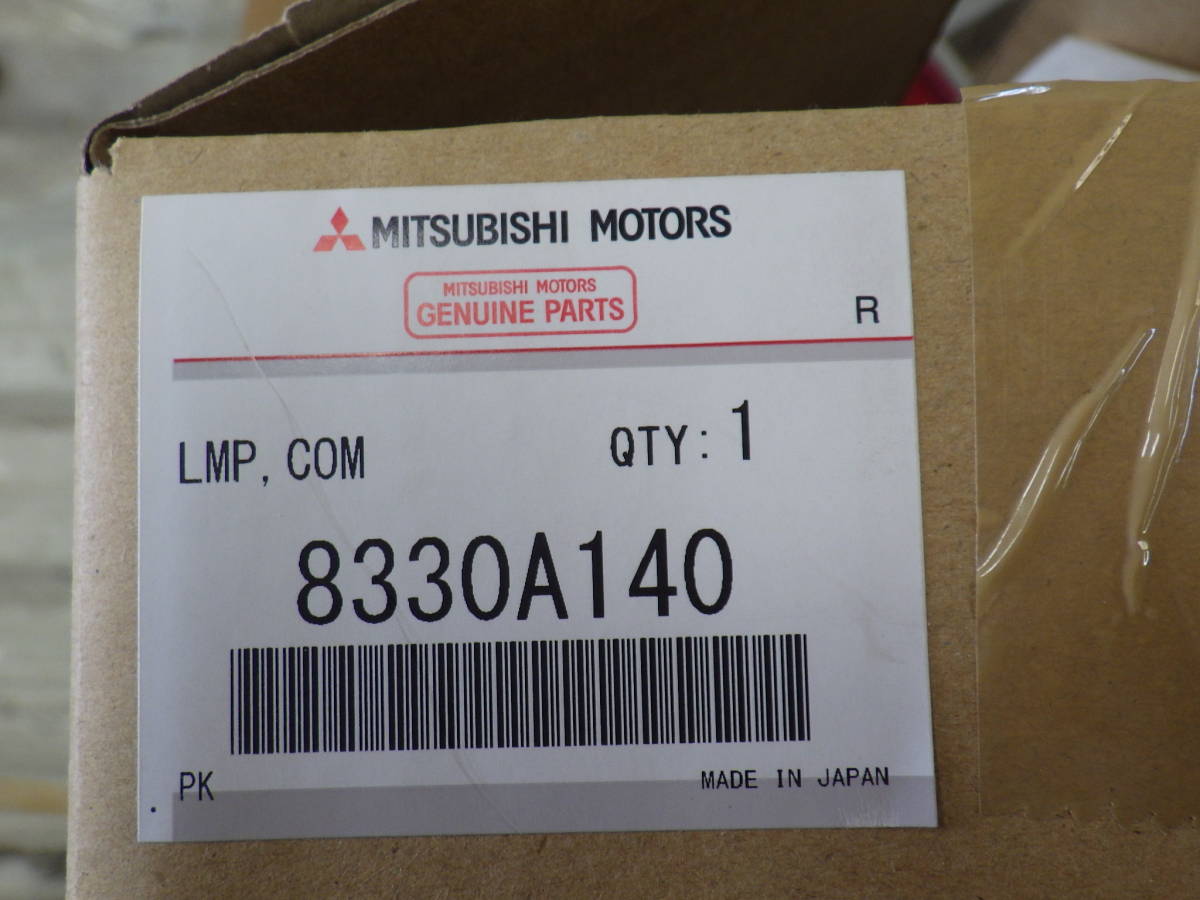 MITSUBISHI MOTORS
MITSUBISHI MOTORS
GENUINE PARTS
R
LMP, COM QTY: 1
8330A140
PK MADE IN JAPAN